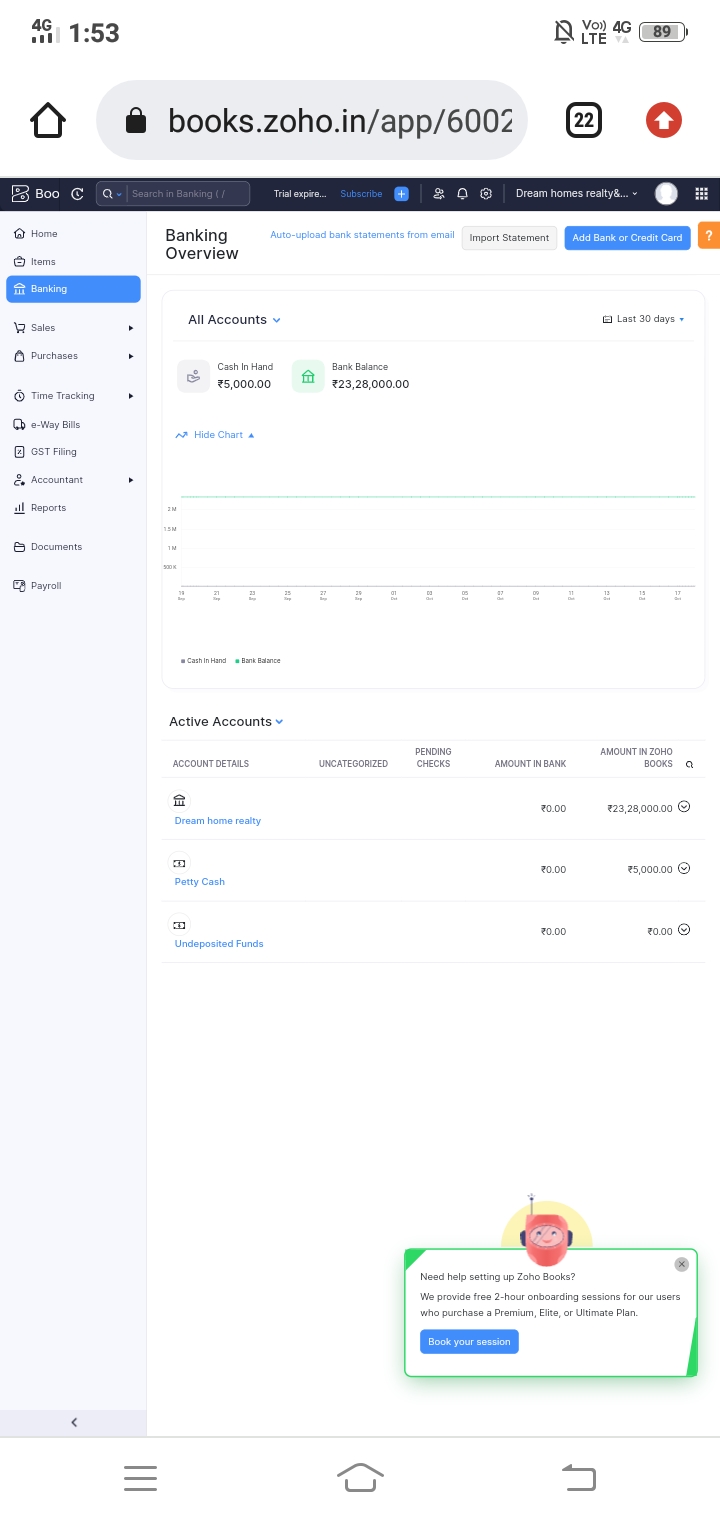 4G 1:53 Vo)) LTE 4G 89
books.zoho.in/app/6002
22
Boo Search in Banking ( / Trial expire... Subscribe Dream homes realty&...
Home
Items
Banking
Sales
Purchases
Time Tracking
e-Way Bills
GST Filing
Accountant
Reports
Documents
Payroll
Banking
Overview
Auto-upload bank statements from email
Import Statement
Add Bank or Credit Card
?
All Accounts
Last 30 days
Cash In Hand
₹5,000.00
Bank Balance
₹23,28,000.00
Hide Chart
2 M
1.5 M
1 M
500 K
19 21 23 25 27 29 01 03 05 07 09 11 13 15 17
Sep Sep Sep Sep Sep Sep Oct Oct Oct Oct Oct Oct Oct Oct Oct
Cash In Hand Bank Balance
Active Accounts
ACCOUNT DETAILS
UNCATEGORIZED
PENDING
CHECKS
AMOUNT IN BANK
AMOUNT IN ZOHO
BOOKS
Dream home realty
₹0.00 ₹23,28,000.00
Petty Cash
₹0.00 ₹5,000.00
Undeposited Funds
₹0.00 ₹0.00
Need help setting up Zoho Books?
We provide free 2-hour onboarding sessions for our users
who purchase a Premium, Elite, or Ultimate Plan.
Book your session